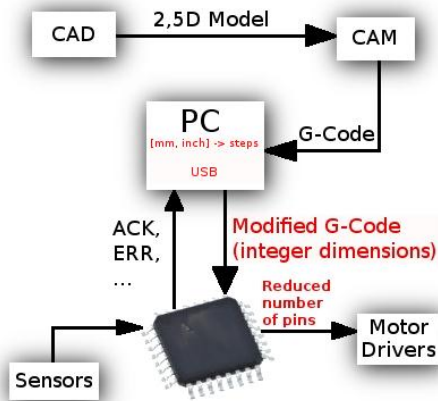 CAD
2,5D Model
CAM
G-Code
PC
[mm, inch] -> steps
USB
ACK,
ERR,
...
Modified G-Code
(integer dimensions)
Reduced
number
of pins
Motor
Drivers
Sensors